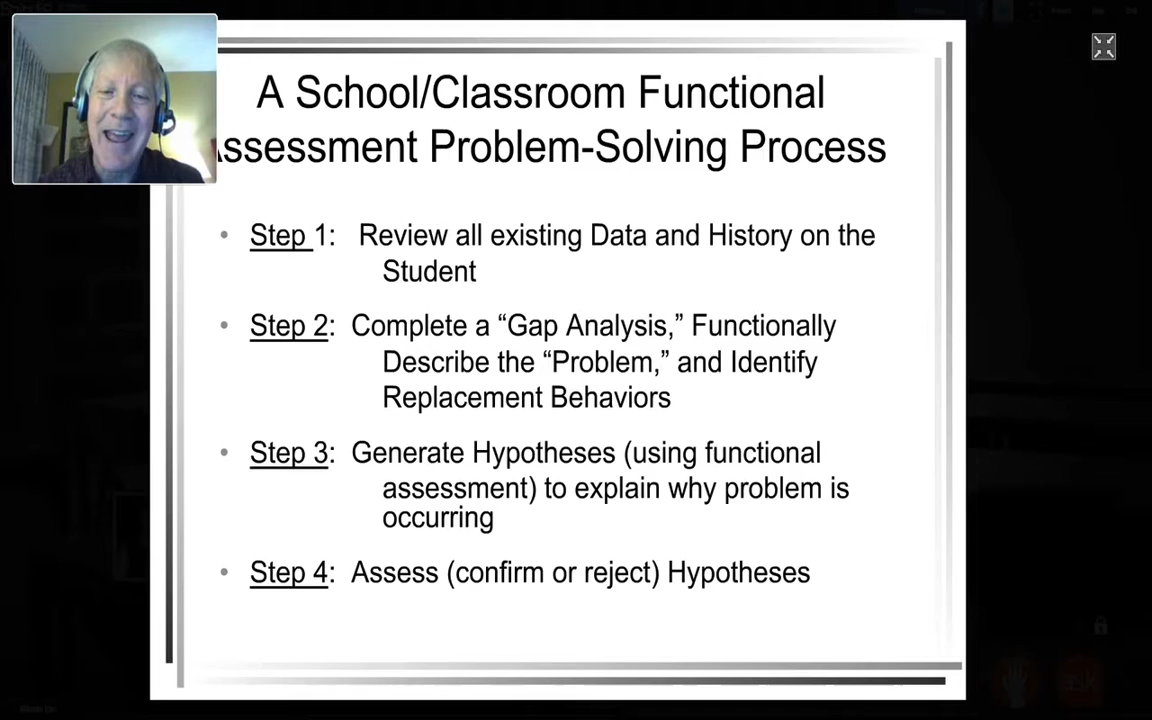 A School/Classroom Functional
ssessment Problem-Solving Process
• Step 1: Review all existing Data and History on the
Student
• Step 2: Complete a “Gap Analysis,” Functionally
Describe the “Problem,” and Identify
Replacement Behaviors
• Step 3: Generate Hypotheses (using functional
assessment) to explain why problem is
occurring
• Step 4: Assess (confirm or reject) Hypotheses